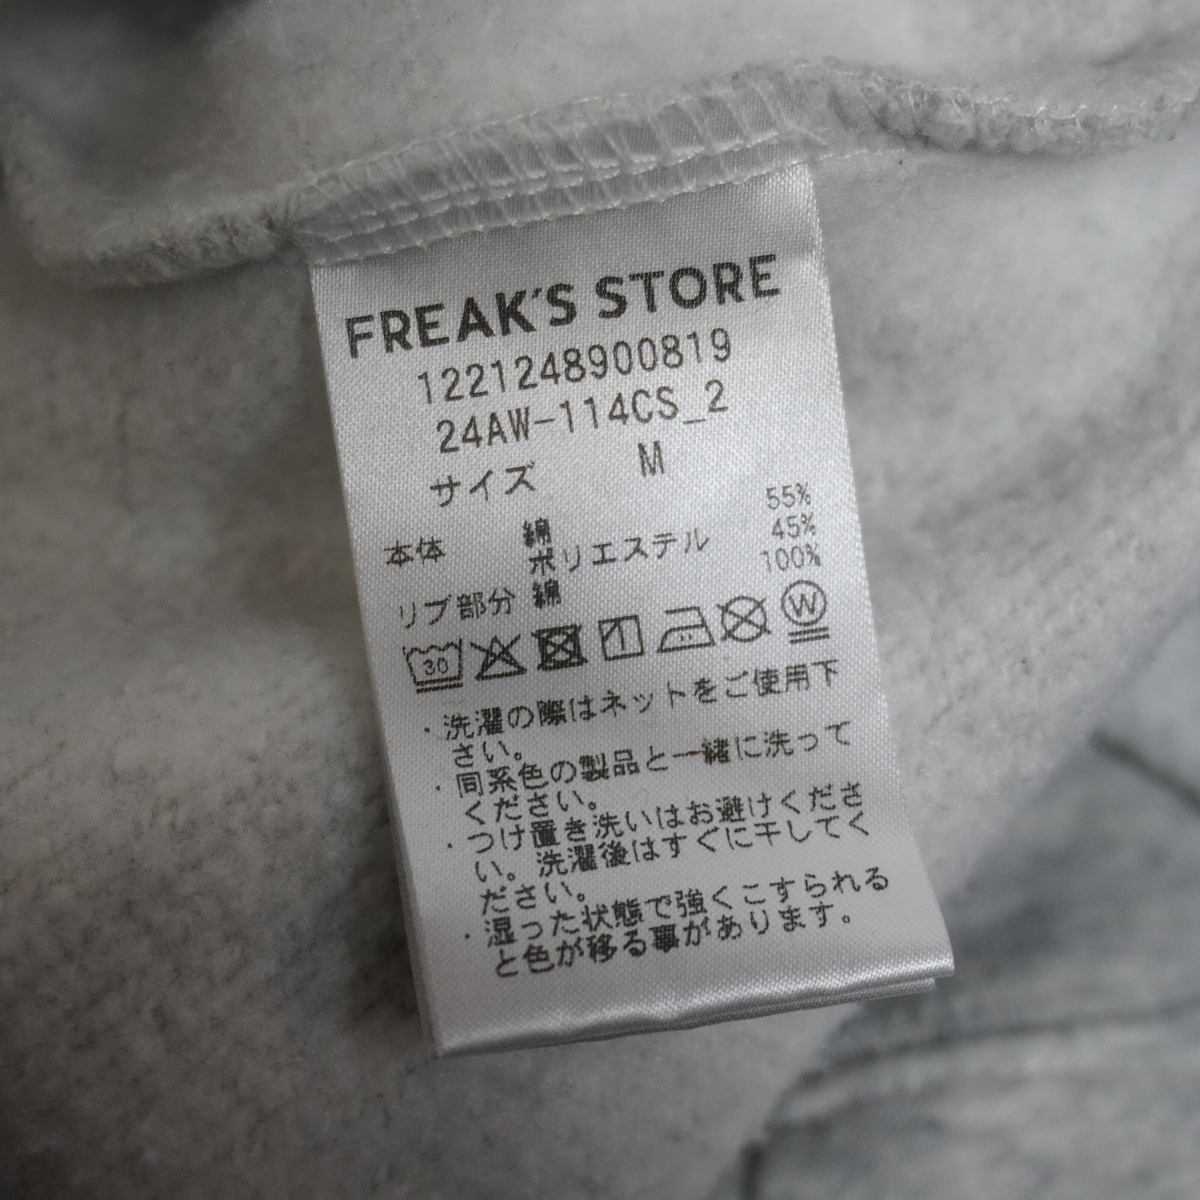 FREAK'S STORE
1221248900819
24AW-114CS_2
サイズ M
本体 綿 55%
ポリエステル 45%
リブ部分 綿 100%
30 W
・洗濯の際はネットをご使用下
さい。
・同系色の製品と一緒に洗って
ください。
・つけ置き洗いはお避けくださ
い。洗濯後はすぐに干してく
ださい。
・湿った状態で強くこすられる
と色が移る事があります。